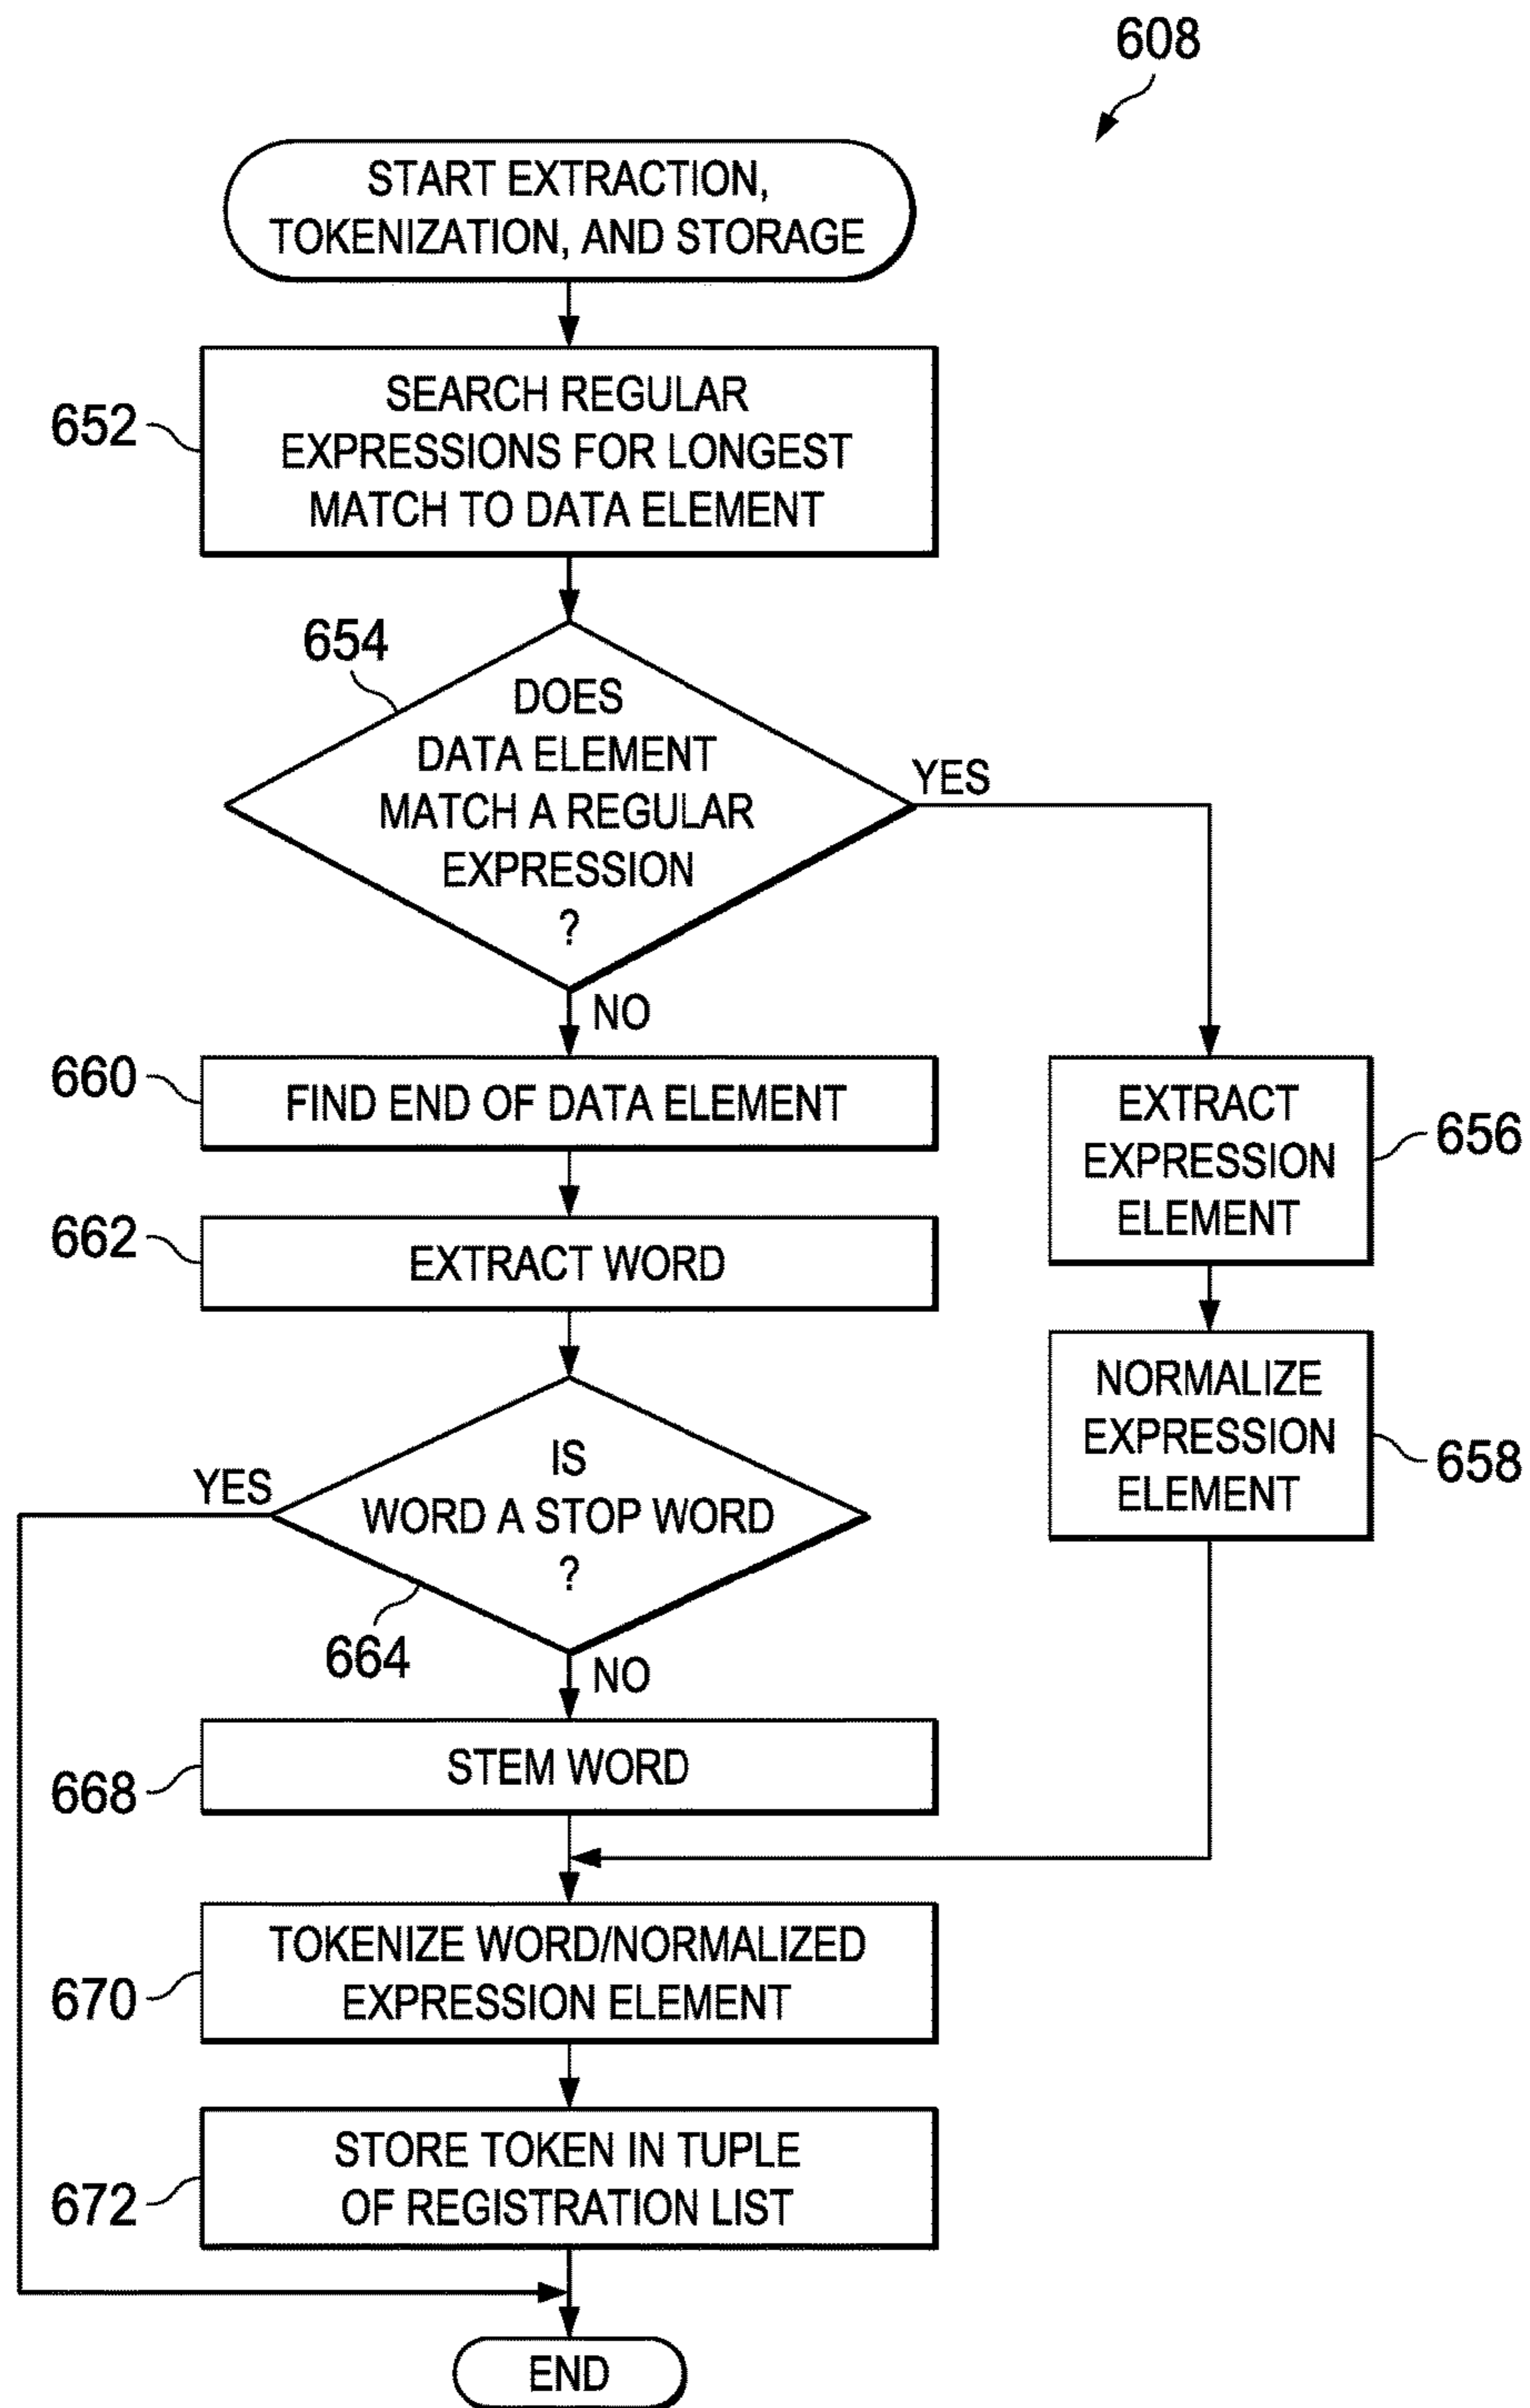 608
START EXTRACTION,
TOKENIZATION, AND STORAGE
652
SEARCH REGULAR
EXPRESSIONS FOR LONGEST
MATCH TO DATA ELEMENT
654
DOES
DATA ELEMENT
MATCH A REGULAR
EXPRESSION
?
YES
NO
660
FIND END OF DATA ELEMENT
EXTRACT
EXPRESSION
ELEMENT
656
662
EXTRACT WORD
NORMALIZE
EXPRESSION
ELEMENT
658
YES
IS
WORD A STOP WORD
?
664
NO
668
STEM WORD
670
TOKENIZE WORD/NORMALIZED
EXPRESSION ELEMENT
672
STORE TOKEN IN TUPLE
OF REGISTRATION LIST
END